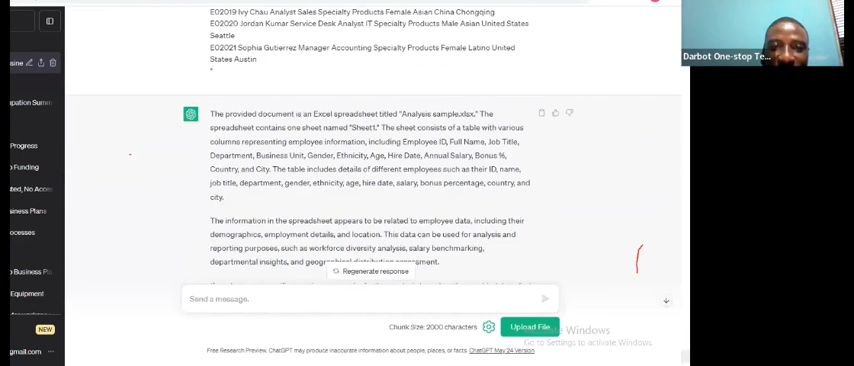 E02019 Ivy Chau Analyst Sales Specialty Products Female Asian China Chongqing
E02020 Jordan Kumar Service Desk Analyst IT Specialty Products Male Asian United States
Seattle
E02021 Sophia Gutierrez Manager Accounting Specialty Products Female Latino United
States Austin
"
Darbot One-stop Te...
The provided document is an Excel spreadsheet titled "Analysis sample.xlsx." The
spreadsheet contains one sheet named "Sheet1." The sheet consists of a table with various
columns representing employee information, including Employee ID, Full Name, Job Title,
Department, Business Unit, Gender, Ethnicity, Age, Hire Date, Annual Salary, Bonus %,
Country, and City. The table includes details of different employees such as their ID, name,
job title, department, gender, ethnicity, age, hire date, salary, bonus percentage, country, and
city.
The information in the spreadsheet appears to be related to employee data, including their
demographics, employment details, and location. This data can be used for analysis and
reporting purposes, such as workforce diversity analysis, salary benchmarking,
departmental insights, and
Regenerate response
Send a message.
Chunk Size: 2000 characters
Upload File
Windows
Go to Settings to activate Windows.
Free Research Preview. ChatGPT may produce inaccurate information about people, places, or facts. ChatGPT May 24 Version
Progress
Funding
Plans
Equipment
NEW
gmail.com